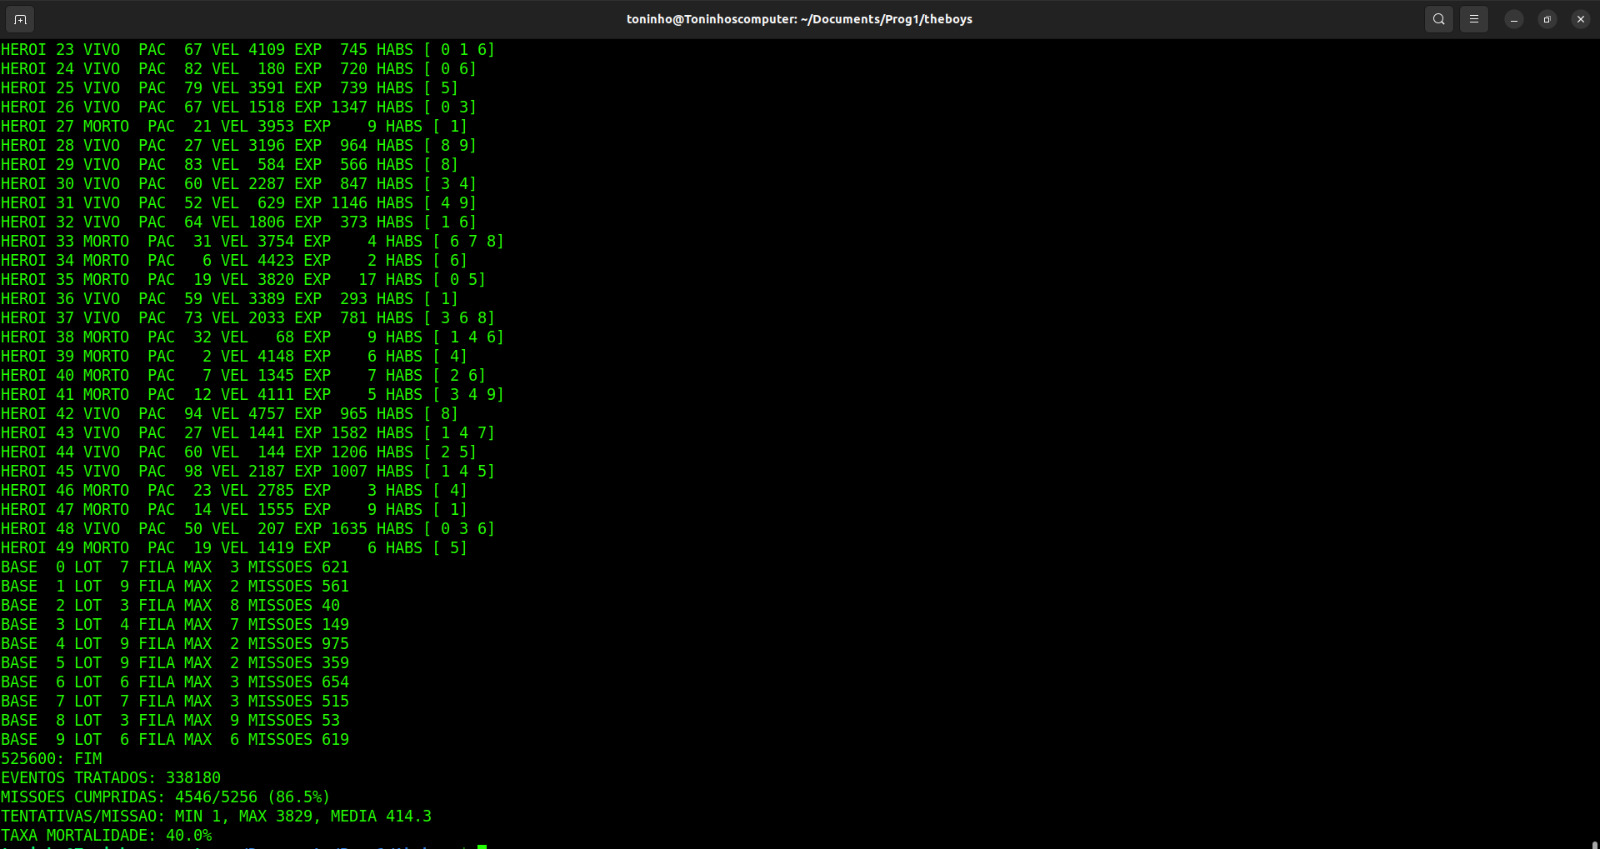 toninho@Toninhoscomputer: ~/Documents/Prog1/theboys
HEROI 23 VIVO  PAC  67 VEL 4109 EXP  745 HABS [ 0 1 6]
HEROI 24 VIVO  PAC  82 VEL  180 EXP  720 HABS [ 0 6]
HEROI 25 VIVO  PAC  79 VEL 3591 EXP  739 HABS [ 5]
HEROI 26 VIVO  PAC  67 VEL 1518 EXP 1347 HABS [ 0 3]
HEROI 27 MORTO  PAC  21 VEL 3953 EXP    9 HABS [ 1]
HEROI 28 VIVO  PAC  27 VEL 3196 EXP  964 HABS [ 8 9]
HEROI 29 VIVO  PAC  83 VEL  584 EXP  566 HABS [ 8]
HEROI 30 VIVO  PAC  60 VEL 2287 EXP  847 HABS [ 3 4]
HEROI 31 VIVO  PAC  52 VEL  629 EXP 1146 HABS [ 4 9]
HEROI 32 VIVO  PAC  64 VEL 1806 EXP  373 HABS [ 1 6]
HEROI 33 MORTO  PAC  31 VEL 3754 EXP    4 HABS [ 6 7 8]
HEROI 34 MORTO  PAC   6 VEL 4423 EXP    2 HABS [ 6]
HEROI 35 MORTO  PAC  19 VEL 3820 EXP   17 HABS [ 0 5]
HEROI 36 VIVO  PAC  59 VEL 3389 EXP  293 HABS [ 1]
HEROI 37 VIVO  PAC  73 VEL 2033 EXP  781 HABS [ 3 6 8]
HEROI 38 MORTO  PAC  32 VEL   68 EXP    9 HABS [ 1 4 6]
HEROI 39 MORTO  PAC   2 VEL 4148 EXP    6 HABS [ 4]
HEROI 40 MORTO  PAC   7 VEL 1345 EXP    7 HABS [ 2 6]
HEROI 41 MORTO  PAC  12 VEL 4111 EXP    5 HABS [ 3 4 9]
HEROI 42 VIVO  PAC  94 VEL 4757 EXP  965 HABS [ 8]
HEROI 43 VIVO  PAC  27 VEL 1441 EXP 1582 HABS [ 1 4 7]
HEROI 44 VIVO  PAC  60 VEL  144 EXP 1206 HABS [ 2 5]
HEROI 45 VIVO  PAC  98 VEL 2187 EXP 1007 HABS [ 1 4 5]
HEROI 46 MORTO  PAC  23 VEL 2785 EXP    3 HABS [ 4]
HEROI 47 MORTO  PAC  14 VEL 1555 EXP    9 HABS [ 1]
HEROI 48 VIVO  PAC  50 VEL  207 EXP 1635 HABS [ 0 3 6]
HEROI 49 MORTO  PAC  19 VEL 1419 EXP    6 HABS [ 5]
BASE  0 LOT  7 FILA MAX  3 MISSOES 621
BASE  1 LOT  9 FILA MAX  2 MISSOES 561
BASE  2 LOT  3 FILA MAX  8 MISSOES 40
BASE  3 LOT  4 FILA MAX  7 MISSOES 149
BASE  4 LOT  9 FILA MAX  2 MISSOES 975
BASE  5 LOT  9 FILA MAX  2 MISSOES 359
BASE  6 LOT  6 FILA MAX  3 MISSOES 654
BASE  7 LOT  7 FILA MAX  3 MISSOES 515
BASE  8 LOT  3 FILA MAX  9 MISSOES 53
BASE  9 LOT  6 FILA MAX  6 MISSOES 619
525600: FIM
EVENTOS TRATADOS: 338180
MISSOES CUMPRIDAS: 4546/5256 (86.5%)
TENTATIVAS/MISSAO: MIN 1, MAX 3829, MEDIA 414.3
TAXA MORTALIDADE: 40.0%